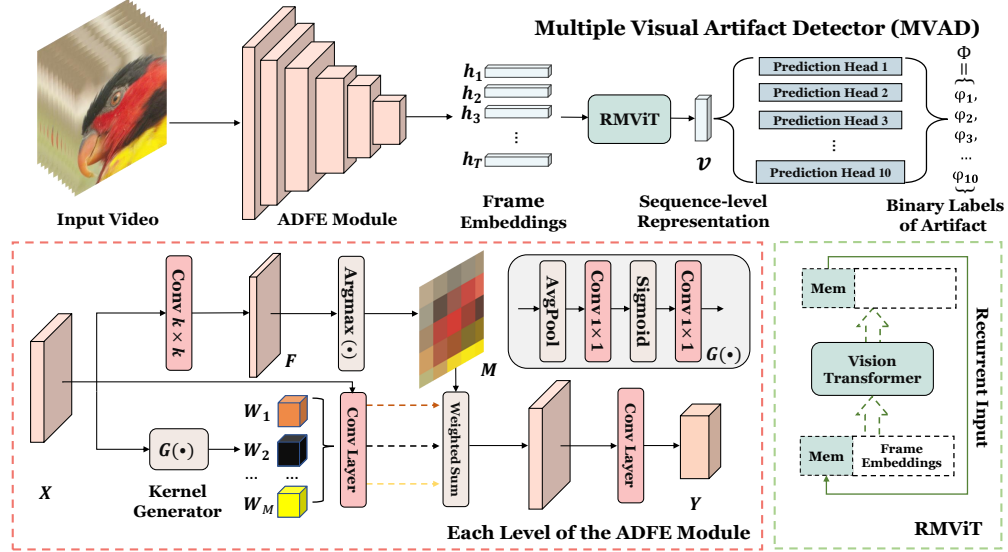 Multiple Visual Artifact Detector (MVAD)
Input Video
ADFE Module
h1
h2
h3
⋮
hT
Frame
Embeddings
RMViT
v
Sequence-level
Representation
Prediction Head 1
Prediction Head 2
Prediction Head 3
⋮
Prediction Head 10
Φ
=
φ1,
φ2,
φ3,
...
φ10
Binary Labels
of Artifact
X
Conv k × k
F
Argmax(•)
M
AvgPool
Conv 1×1
Sigmoid
Conv 1×1
G(•)
G(•)
Kernel
Generator
W1
W2
... ...
WM
Conv Layer
Weighted Sum
Conv Layer
Y
Each Level of the ADFE Module
Mem
Vision
Transformer
Mem
Frame
Embeddings
Recurrent Input
RMViT